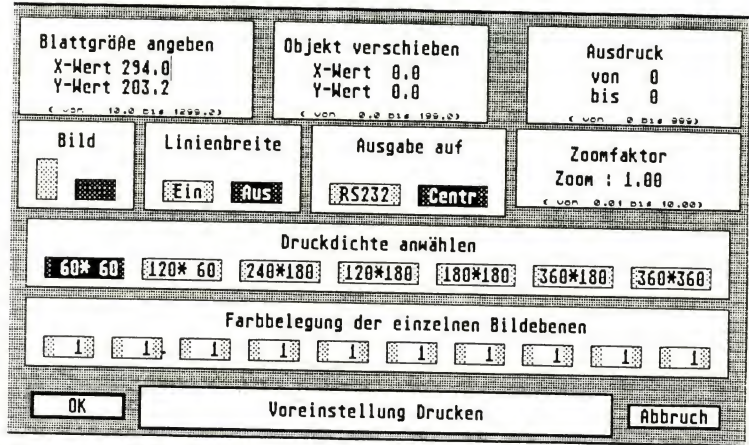 Blattgröße angeben
X-Wert 294.0
Y-Wert 203.2
( von 10.0 bis 1299.0)
Objekt verschieben
X-Wert 0.0
Y-Wert 0.0
( von 0.0 bis 199.0)
Ausdruck
von 0
bis 0
( von 0 bis 999)
Bild
Linienbreite
Ein Aus
Ausgabe auf
RS232 Centr
Zoomfaktor
Zoom : 1.00
( von 0.01 bis 10.00)
Druckdichte anwählen
60* 60 120* 60 240*180 120*180 180*180 360*180 360*360
Farbbelegung der einzelnen Bildebenen
1 1 1 1 1 1 1 1 1 1
OK Voreinstellung Drucken Abbruch